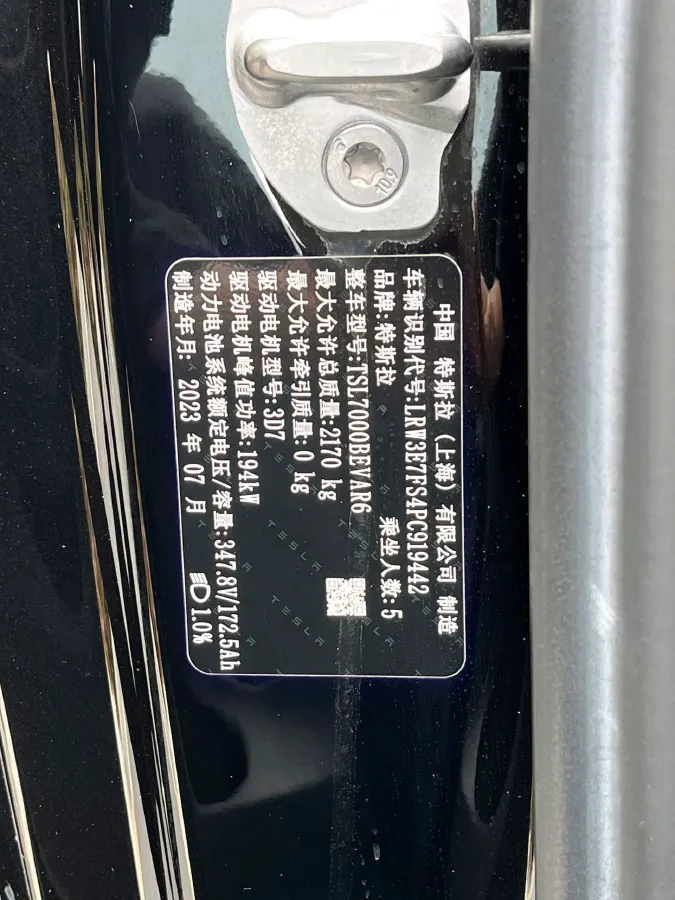 10.9
中国 特斯拉（上海）有限公司 制造
车辆识别代号:LRW3E7FS4PC919442
品牌:特斯拉 乘坐人数:5
整车型号:TSL7000BEVAR6
最大允许总质量:2170 kg
最大允许牵引质量: 0 kg
驱动电机型号:3D7
驱动电机峰值功率:194kW
动力电池系统额定电压/容量:347.8V/172.5Ah
制造年月: 2023 年 07 月 1.0%
TESLA